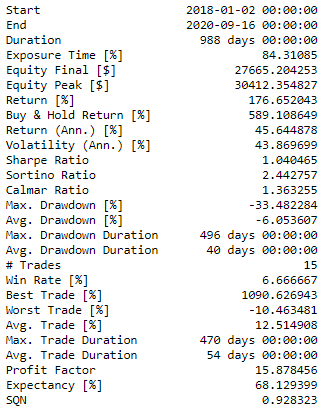 Start 2018-01-02 00:00:00
End 2020-09-16 00:00:00
Duration 988 days 00:00:00
Exposure Time [%] 84.31085
Equity Final [$] 27665.204253
Equity Peak [$] 30412.354827
Return [%] 176.652043
Buy & Hold Return [%] 589.108649
Return (Ann.) [%] 45.644878
Volatility (Ann.) [%] 43.869699
Sharpe Ratio 1.040465
Sortino Ratio 2.442757
Calmar Ratio 1.363255
Max. Drawdown [%] -33.482284
Avg. Drawdown [%] -6.053607
Max. Drawdown Duration 496 days 00:00:00
Avg. Drawdown Duration 40 days 00:00:00
# Trades 15
Win Rate [%] 6.666667
Best Trade [%] 1090.626943
Worst Trade [%] -10.463481
Avg. Trade [%] 12.514908
Max. Trade Duration 470 days 00:00:00
Avg. Trade Duration 54 days 00:00:00
Profit Factor 15.878456
Expectancy [%] 68.129399
SQN 0.928323